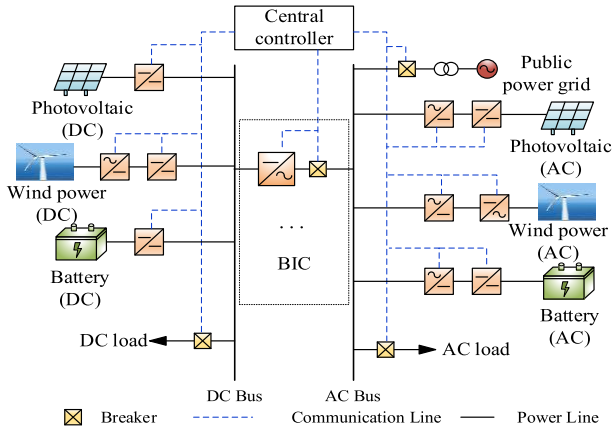 Central
controller
Public
power grid
Photovoltaic
(DC)
Photovoltaic
(AC)
Wind power
(DC)
Wind power
(AC)
BIC
...
Battery
(DC)
Battery
(AC)
DC load
AC load
DC Bus
AC Bus
Breaker
Communication Line
Power Line